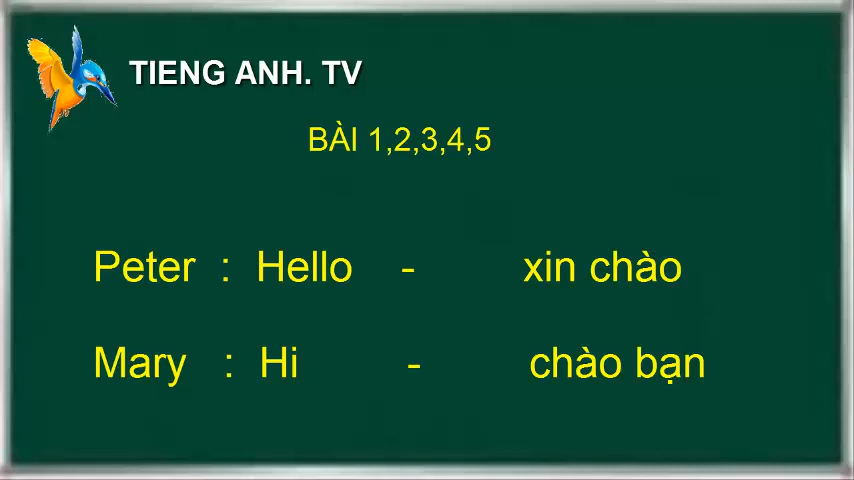 TIENG ANH. TV
BÀI 1,2,3,4,5
Peter : Hello - xin chào
Mary : Hi - chào bạn